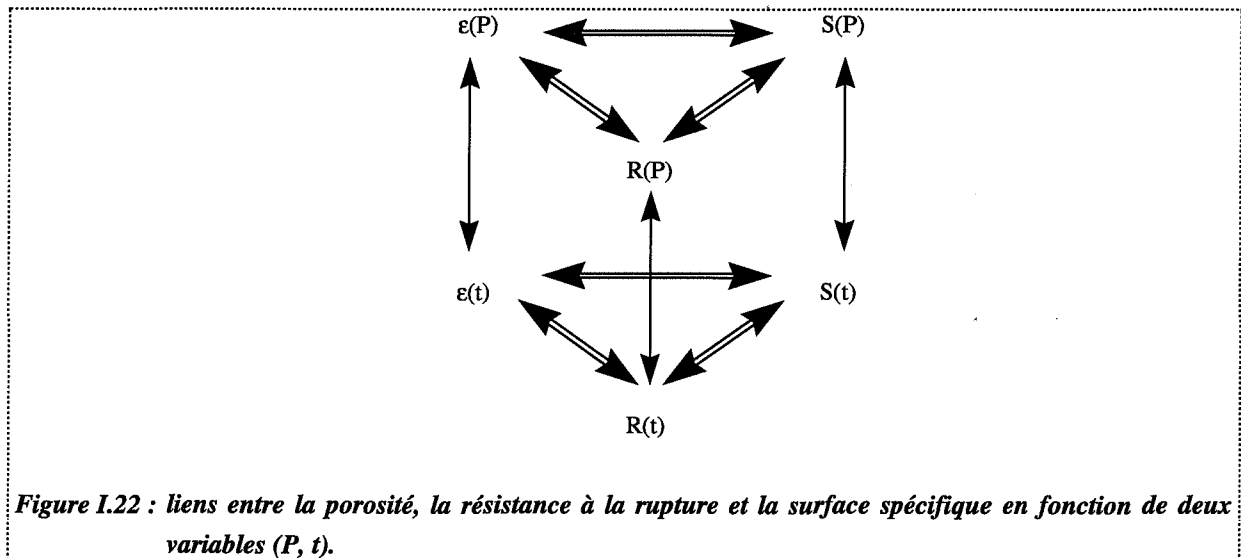 ε(P) S(P)
R(P)
ε(t) S(t)
R(t)
Figure I.22 : liens entre la porosité, la résistance à la rupture et la surface spécifique en fonction de deux
variables (P, t).